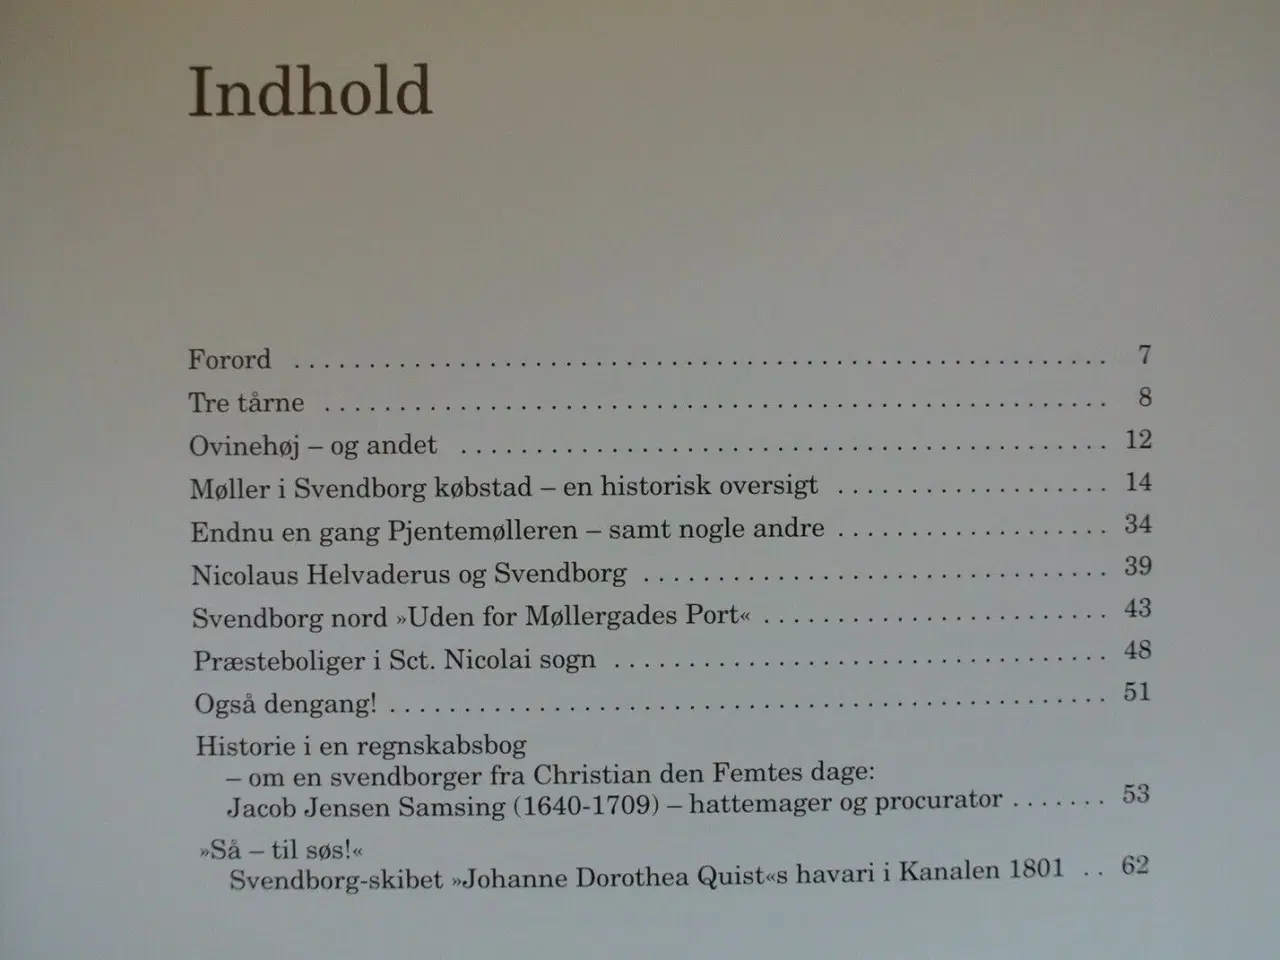 Indhold
Forord . . . . . . . . . . . . . . . . . . . . . . . . . . . . . . . . . . . . . . . . . . . . 7
Tre tårne . . . . . . . . . . . . . . . . . . . . . . . . . . . . . . . . . . . . . . . . . . 8
Ovinehøj – og andet . . . . . . . . . . . . . . . . . . . . . . . . . . . . . . . . . . . 12
Møller i Svendborg købstad – en historisk oversigt . . . . . . . . . . . . . . . 14
Endnu en gang Pjentemølleren – samt nogle andre . . . . . . . . . . . . . . . 34
Nicolaus Helvaderus og Svendborg . . . . . . . . . . . . . . . . . . . . . . . . . 39
Svendborg nord »Uden for Møllergades Port« . . . . . . . . . . . . . . . . . . . 43
Præsteboliger i Sct. Nicolai sogn . . . . . . . . . . . . . . . . . . . . . . . . . . . 48
Også dengang! . . . . . . . . . . . . . . . . . . . . . . . . . . . . . . . . . . . . . . . 51
Historie i en regnskabsbog
– om en svendborger fra Christian den Femtes dage:
Jacob Jensen Samsing (1640-1709) – hattemager og procurator . . . . . . . 53
»Så – til søs!«
Svendborg-skibet »Johanne Dorothea Quist«s havari i Kanalen 1801 . . 62